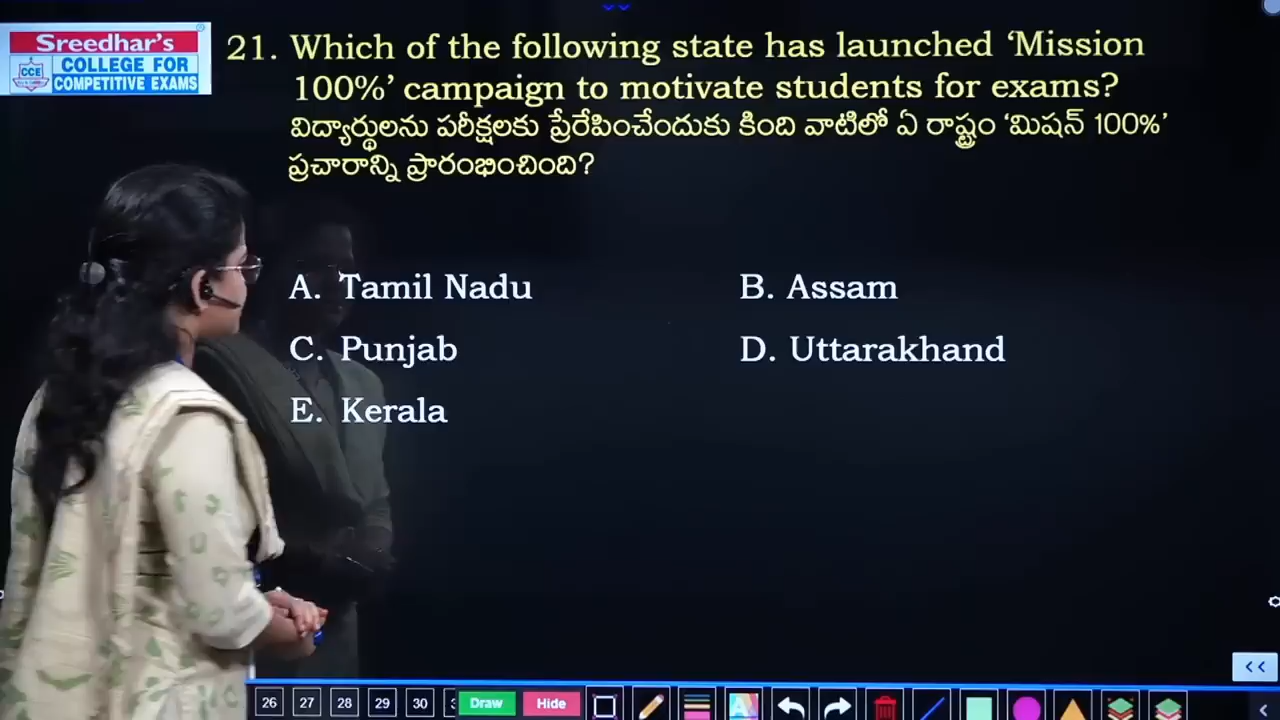 Sreedhar's
CCE
COLLEGE FOR
COMPETITIVE EXAMS
21. Which of the following state has launched ‘Mission
100%’ campaign to motivate students for exams?
విద్యార్థులను పరీక్షలకు ప్రేరేపించేందుకు కింది వాటిలో ఏ రాష్ట్రం ‘మిషన్ 100%’
ప్రచారాన్ని ప్రారంభించింది?
A. Tamil Nadu B. Assam
C. Punjab D. Uttarakhand
E. Kerala
<<
26 27 28 29 30 Draw Hide A <